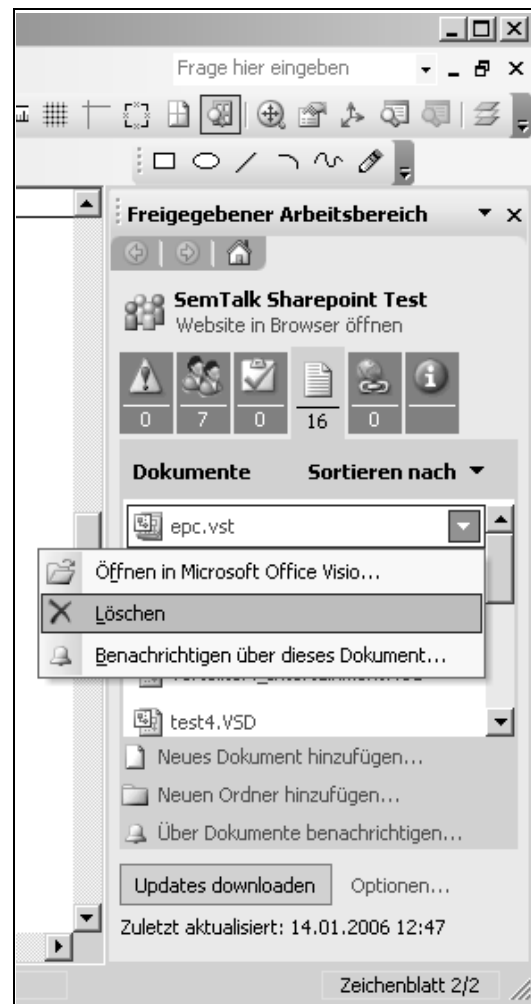 Frage hier eingeben
Freigegebener Arbeitsbereich
SemTalk Sharepoint Test
Website in Browser öffnen
0 7 0 16 0
Dokumente Sortieren nach
epc.vst
Öffnen in Microsoft Office Visio...
Löschen
Benachrichtigen über dieses Dokument...
test4.VSD
Neues Dokument hinzufügen...
Neuen Ordner hinzufügen...
Über Dokumente benachrichtigen...
Updates downloaden Optionen...
Zuletzt aktualisiert: 14.01.2006 12:47
Zeichenblatt 2/2